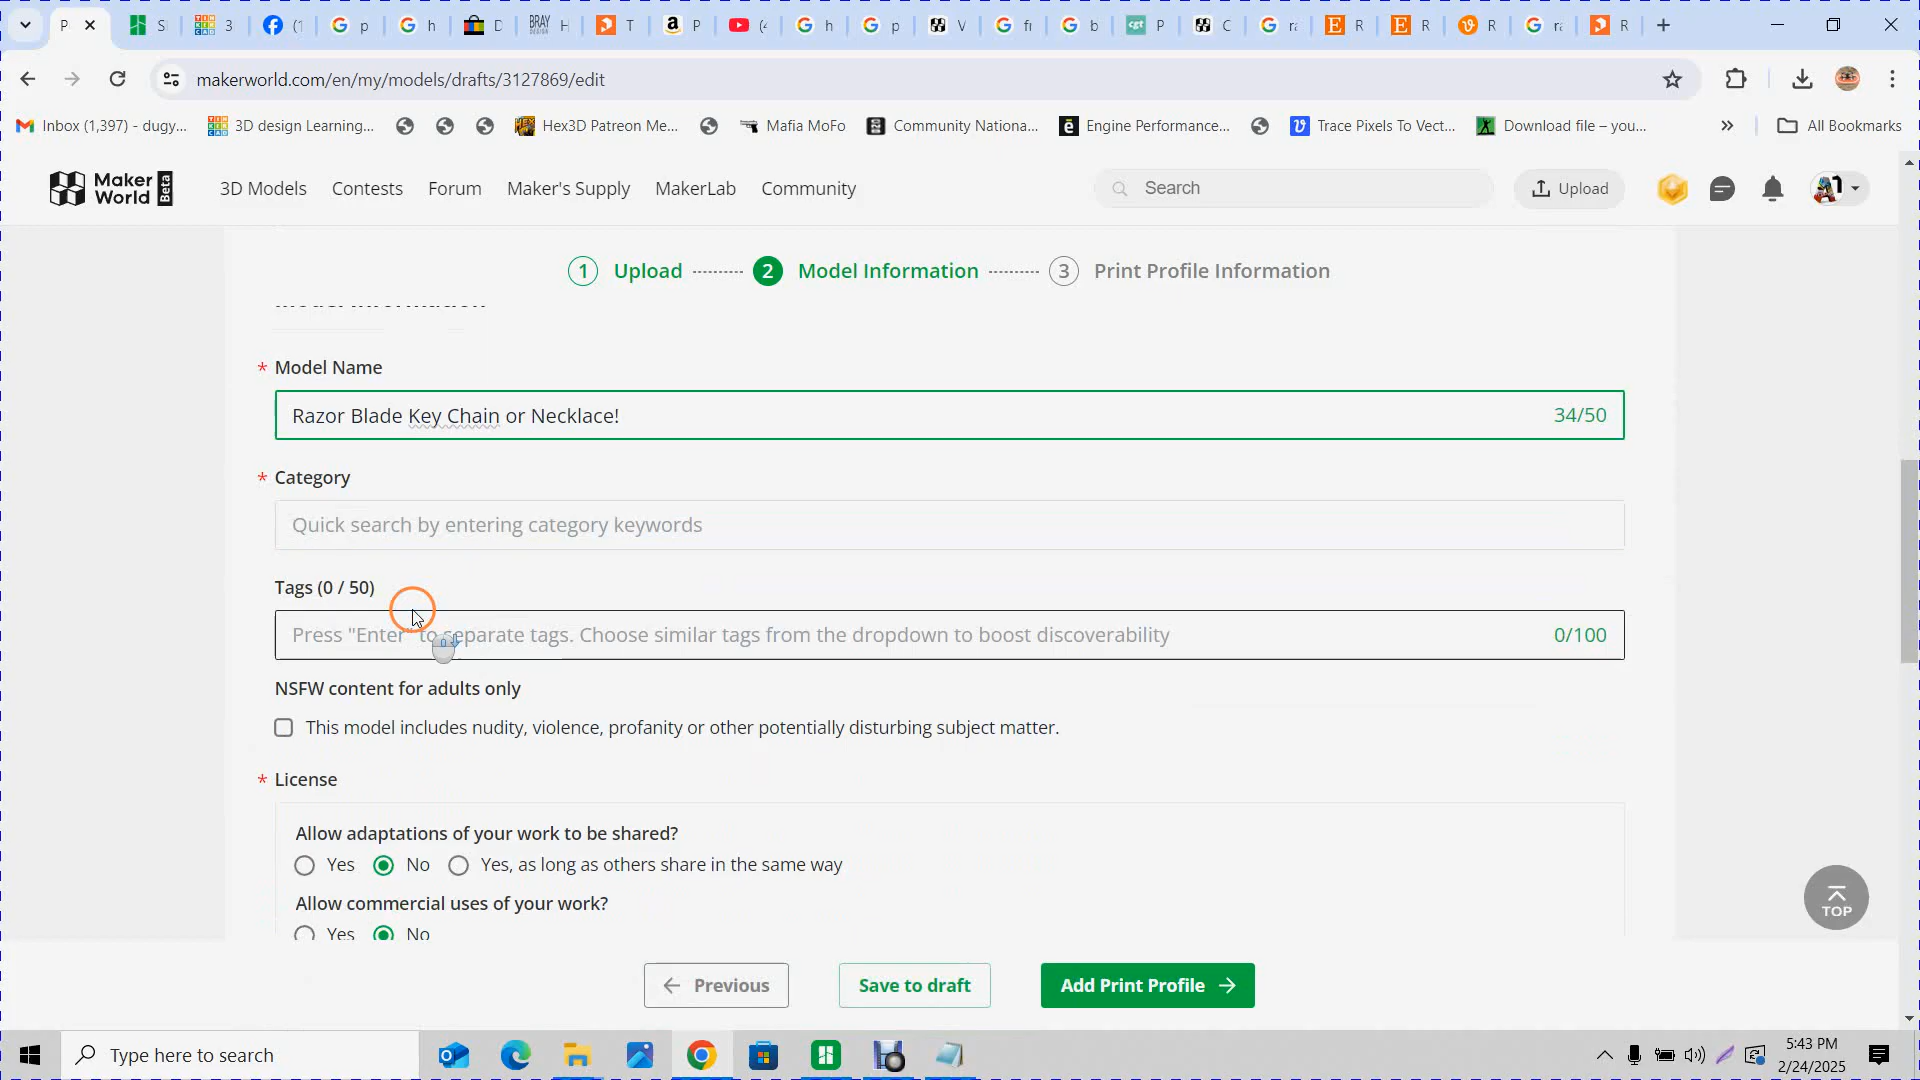 P
S
3
(1
p
h
D
BRAY H
T
P
(4
h
p
V
fi
b
P
C
ra
R
R
R
ra
R
makerworld.com/en/my/models/drafts/3127869/edit
Inbox (1,397) - dugy...
3D design Learning...
Hex3D Patreon Me...
Mafia MoFo
Community Nationa...
Engine Performance...
Trace Pixels To Vect...
Download file – you...
All Bookmarks
Maker World Beta
3D Models
Contests
Forum
Maker's Supply
MakerLab
Community
Search
Upload
1 Upload
2 Model Information
3 Print Profile Information
* Model Name
Razor Blade Key Chain or Necklace!
34/50
* Category
Quick search by entering category keywords
Tags (0 / 50)
Press "Enter" to separate tags. Choose similar tags from the dropdown to boost discoverability
0/100
NSFW content for adults only
This model includes nudity, violence, profanity or other potentially disturbing subject matter.
* License
Allow adaptations of your work to be shared?
Yes
No
Yes, as long as others share in the same way
Allow commercial uses of your work?
Yes
No
TOP
Previous
Save to draft
Add Print Profile
Type here to search
5:43 PM
2/24/2025